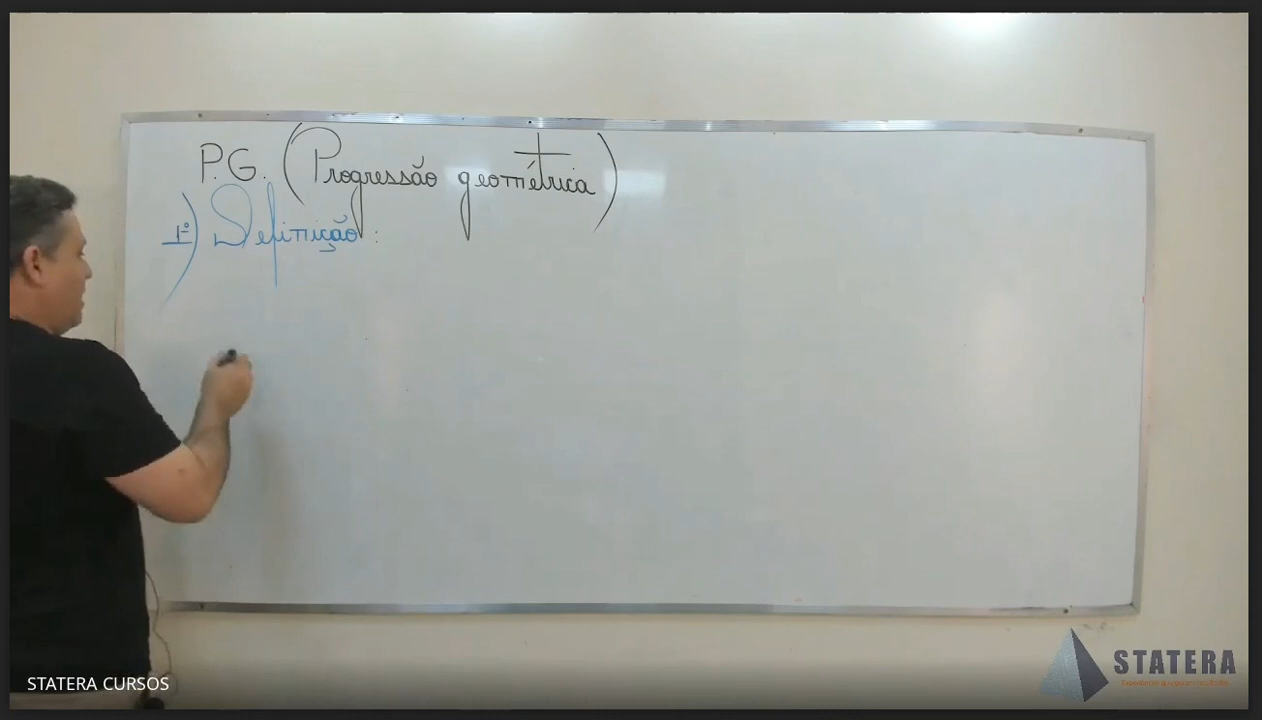 P.G. (Progressão geométrica)
1º) Definição:
STATERA CURSOS
STATERA